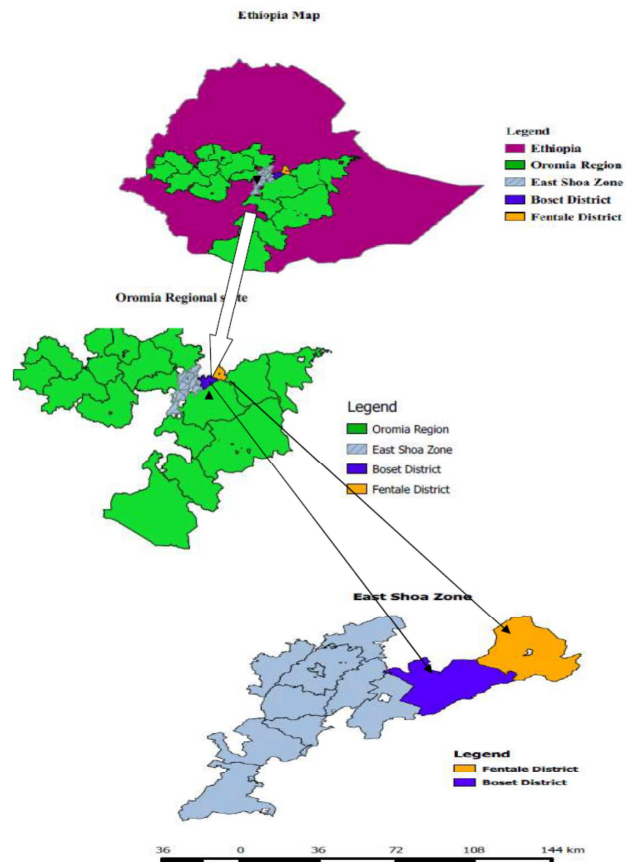 Ethiopia Map
Legend
Ethiopia
Oromia Region
East Shoa Zone
Boset District
Fentale District
Oromia Regional state
Legend
Oromia Region
East Shoa Zone
Boset District
Fentale District
East Shoa Zone
Legend
Fentale District
Boset District
36 0 36 72 108 144 km